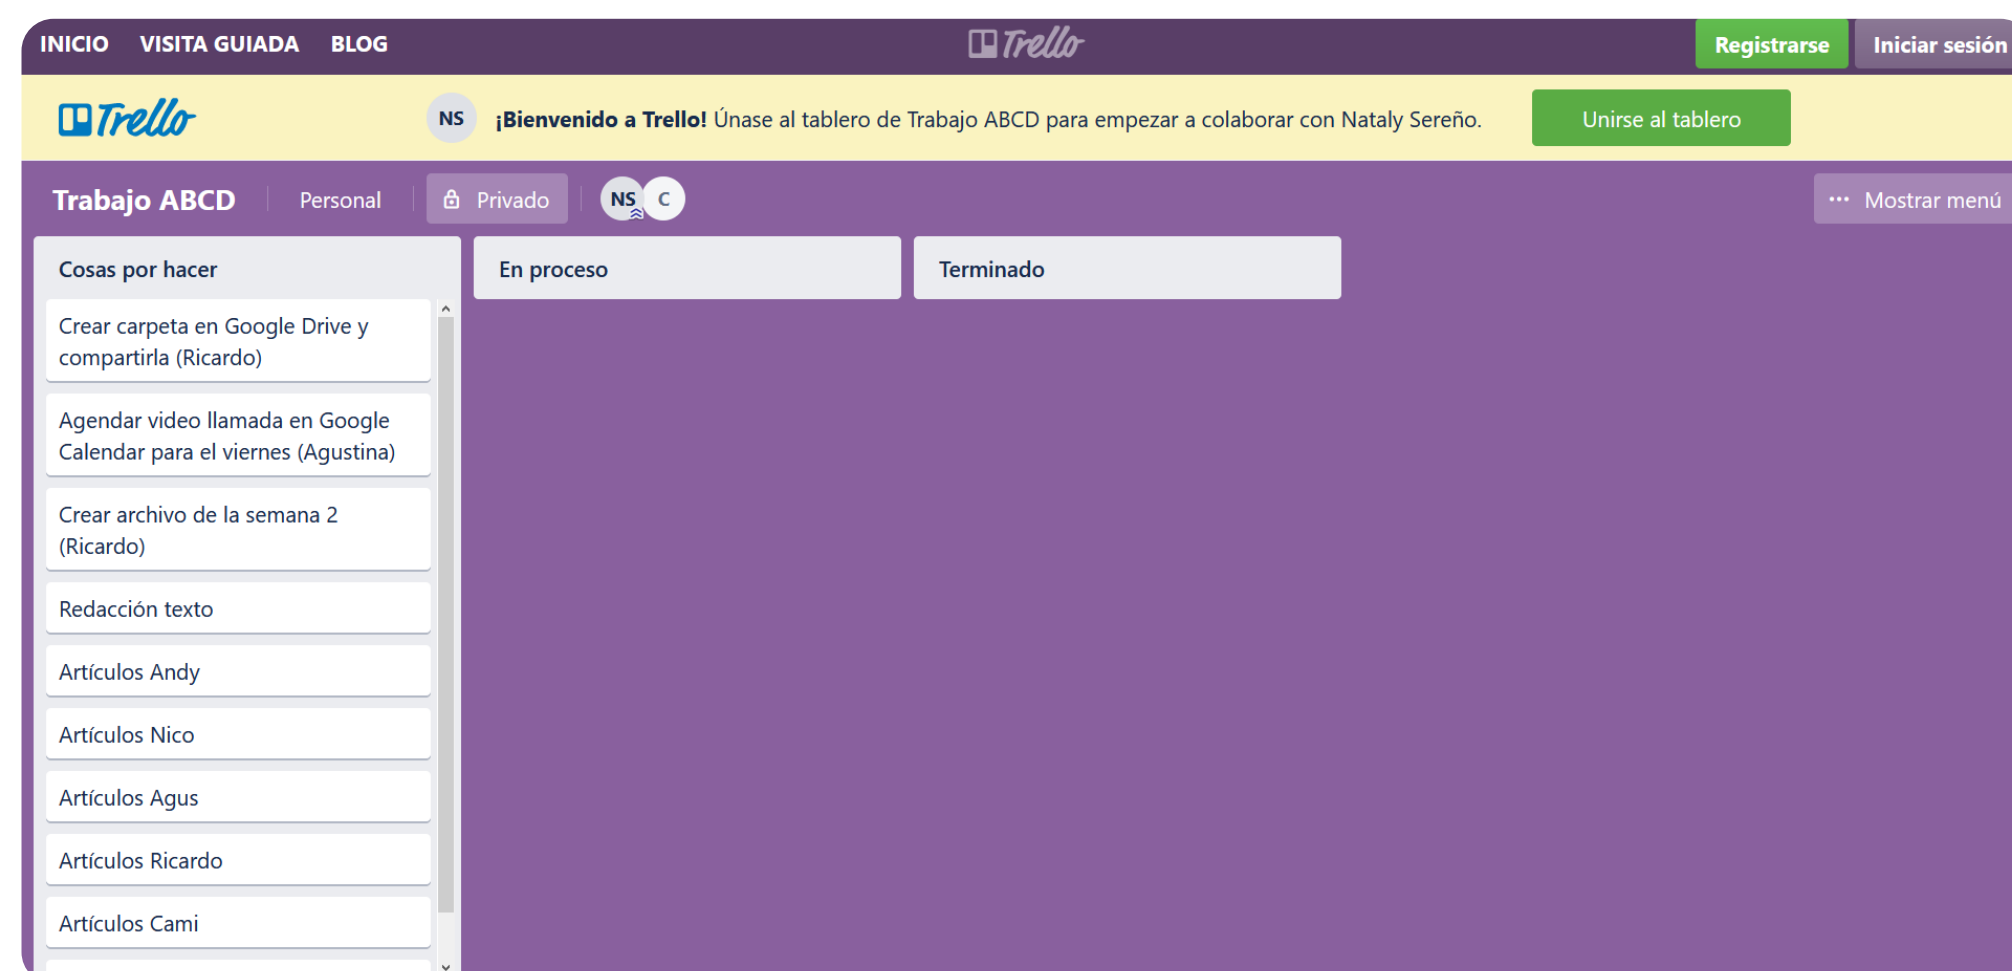 INICIO VISITA GUIADA BLOG Trello Registrarse Iniciar sesión
Trello NS ¡Bienvenido a Trello! Únase al tablero de Trabajo ABCD para empezar a colaborar con Nataly Sereño. Unirse al tablero
Trabajo ABCD Personal Privado NS C ··· Mostrar menú
Cosas por hacer En proceso Terminado
Crear carpeta en Google Drive y
compartirla (Ricardo)
Agendar video llamada en Google
Calendar para el viernes (Agustina)
Crear archivo de la semana 2
(Ricardo)
Redacción texto
Artículos Andy
Artículos Nico
Artículos Agus
Artículos Ricardo
Artículos Cami